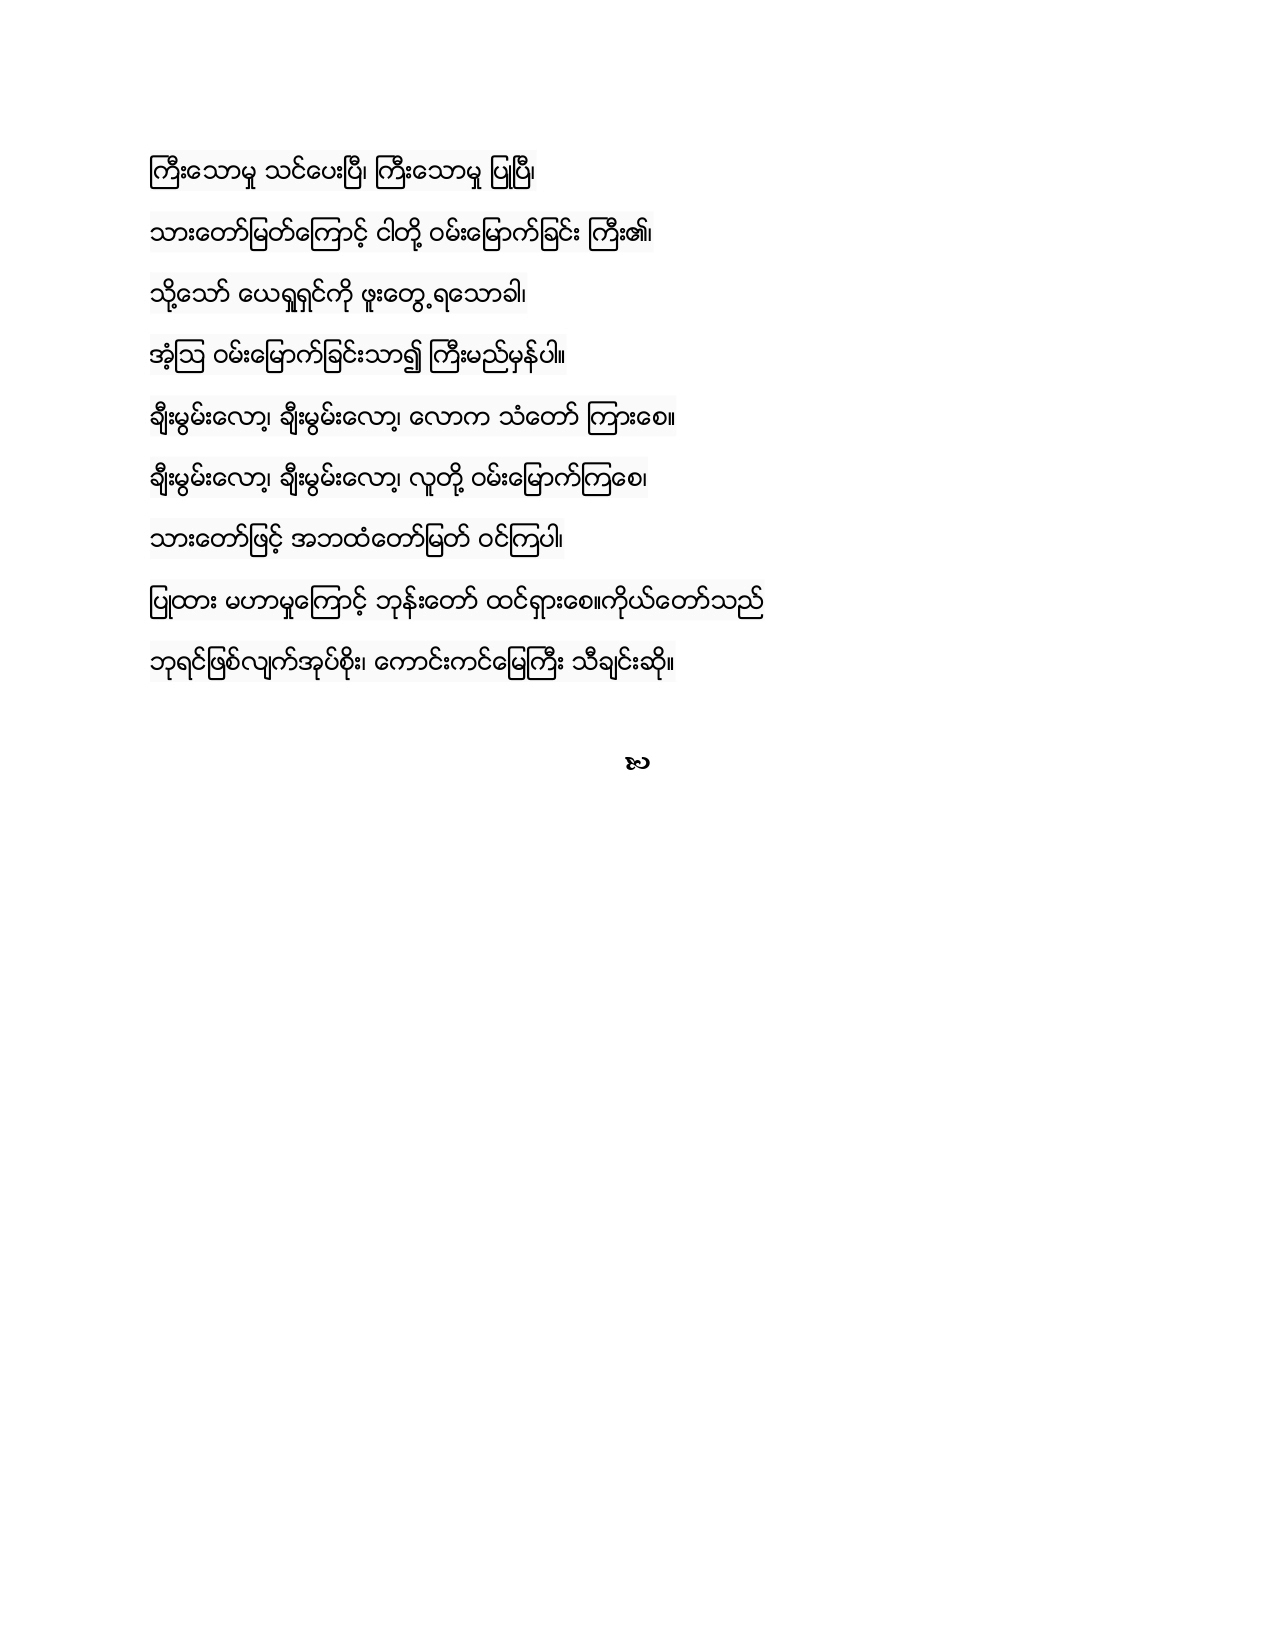 ကြီးသောမှု သင်ပေးပြီ၊ ကြီးသောမှု ပြုပြီ၊
သားတော်မြတ်ကြောင့် ငါတို့ ဝမ်းမြောက်ခြင်း ကြီး၏၊
သို့သော် ယေရှုရှင်ကို ဖူးတွေ့ရသောခါ၊
အံ့ဩ ဝမ်းမြောက်ခြင်းသာ၍ ကြီးမည်မှန်ပါ။
ချီးမွမ်းလော့၊ ချီးမွမ်းလော့၊ လောက သံတော် ကြားစေ။
ချီးမွမ်းလော့၊ ချီးမွမ်းလော့၊ လူတို့ ဝမ်းမြောက်ကြစေ၊
သားတော်ဖြင့် အဘထံတော်မြတ် ဝင်ကြပါ၊
ပြုထား မဟာမှုကြောင့် ဘုန်းတော် ထင်ရှားစေ။ကိုယ်တော်သည်
ဘုရင်ဖြစ်လျက်အုပ်စိုး၊ ကောင်းကင်မြေကြီး သီချင်းဆို။